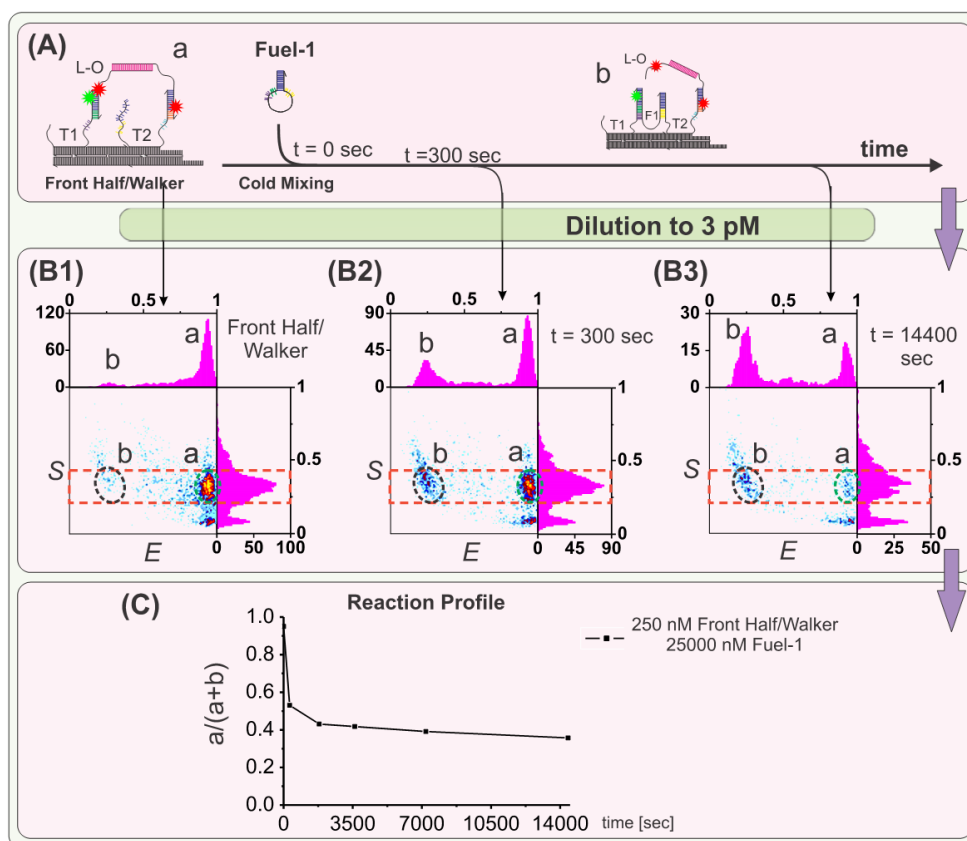 (A)
a
L-O
T1
T2
Front Half/Walker
Fuel-1
t = 0 sec
Cold Mixing
t =300 sec
b
L-O
T1
F1
T2
time
Dilution to 3 pM
(B1)
0 0.5 1
120
60
0
b
a
Front Half/
Walker
1
0.5
0
S
b
a
E
0 50 100
(B2)
0 0.5 1
90
45
0
b
a
t = 300 sec
1
0.5
0
b
a
E
0 45 90
(B3)
0 0.5 1
30
15
0
b
a
t = 14400
sec
1
0.5
0
S
b
a
E
0 25 50
(C)
Reaction Profile
1.0
0.8
0.6
0.4
0.2
0.0
a/(a+b)
0 3500 7000 10500 14000 time [sec]
250 nM Front Half/Walker
25000 nM Fuel-1